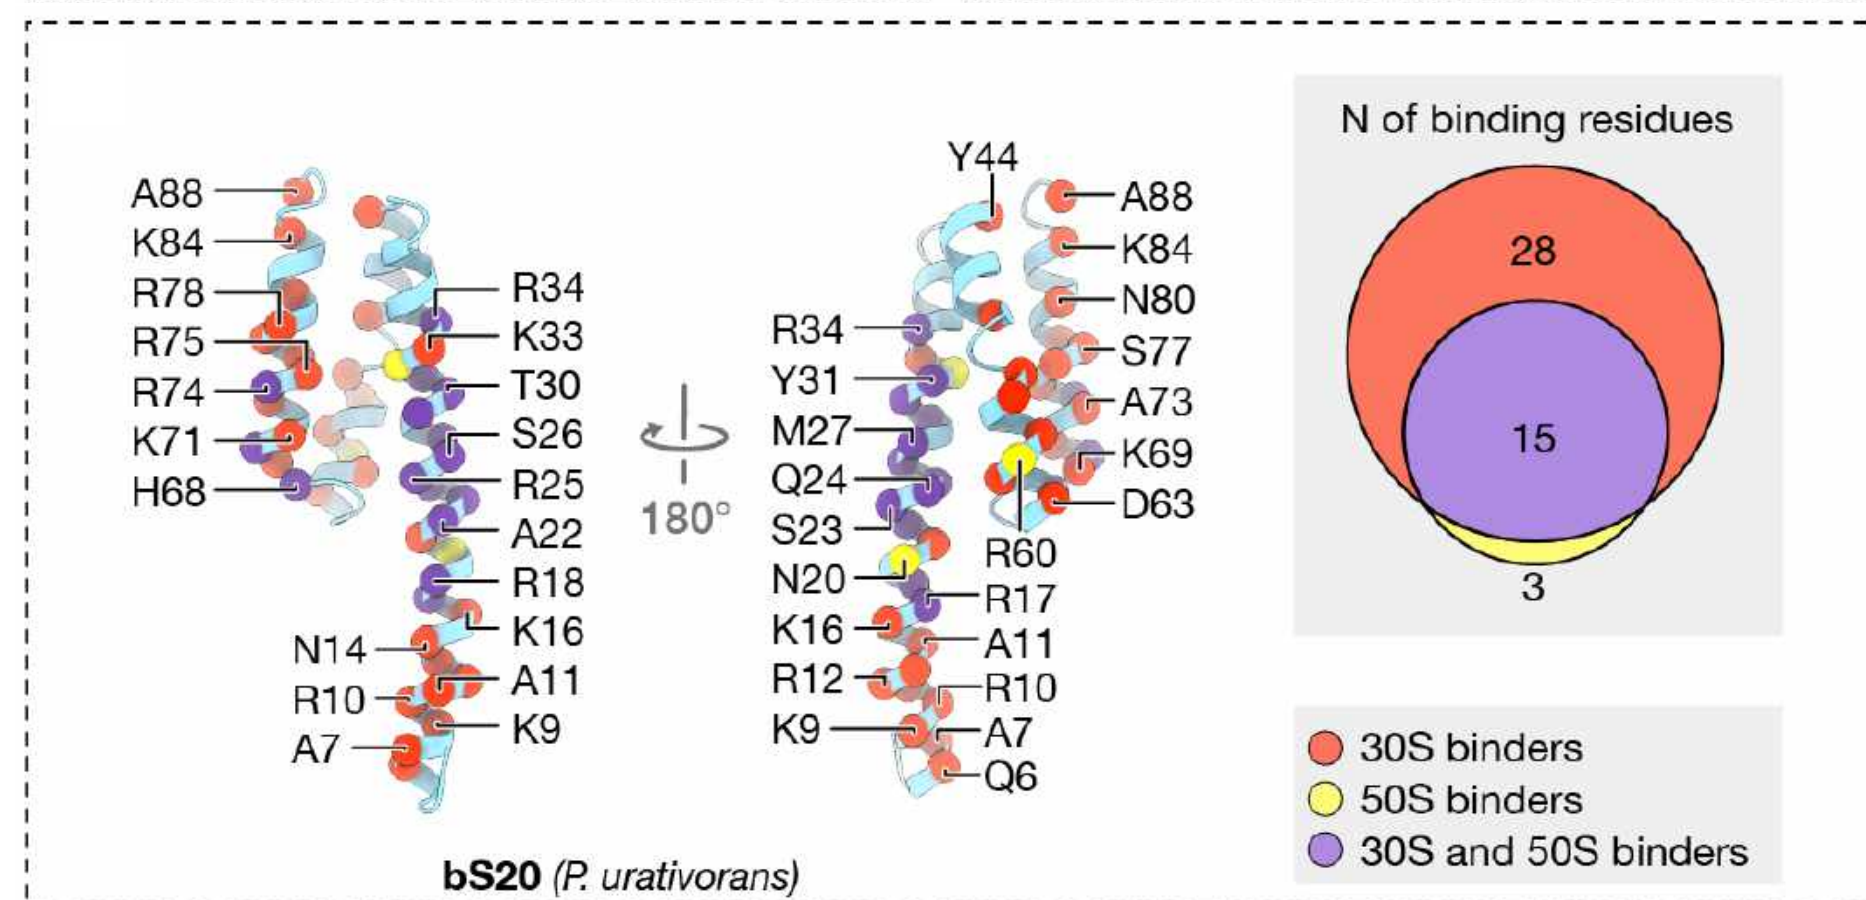 A88
K84
R78
R75
R74
K71
H68
R34
K33
T30
S26
R25
A22
R18
K16
A11
K9
N14
R10
A7
180°
Y44
R34
Y31
M27
Q24
S23
N20
K16
R12
K9
A88
K84
N80
S77
A73
K69
D63
R60
R17
A11
R10
A7
Q6
bS20 (P. urativorans)
N of binding residues
28
15
3
30S binders
50S binders
30S and 50S binders